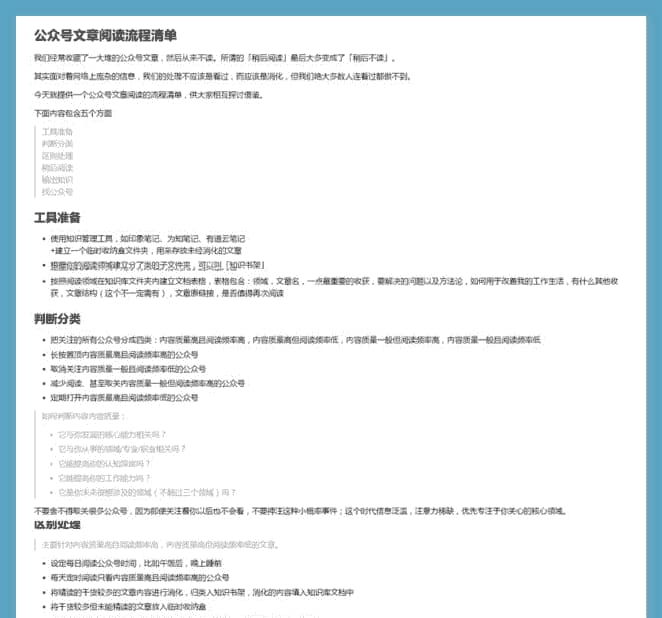 公众号文章阅读流程清单
我们经常收藏了一大堆的公众号文章，然后从来不读。所谓的「稍后阅读」最后大多变成了「稍后不读」。
其实面对着网络上庞杂的信息，我们的处理不应该是看过，而应该是消化，但我们绝大多数人连看过都做不到。
今天就提供一个公众号文章阅读的流程清单，供大家相互探讨借鉴。
下面内容包含五个方面
工具准备
判断分类
区别处理
稍后阅读
输出知识
找公众号
工具准备
使用知识管理工具，如印象笔记、为知笔记、有道云笔记
+建立一个临时收纳盒文件夹，用来存放未经消化的文章
根据你的阅读领域建立分门类的子文件夹，可以叫「知识书架」
按照阅读领域在知识库文件夹内建立文档表格，表格包含：领域，文章名，一点最重要的收获，要解决的问题以及方法论，如何用于改善我的工作生活，有什么其他收
获，文章结构（这个不一定需有），文章原链接，是否值得再次阅读
判断分类
把关注的所有公众号分成四类：内容质量高且阅读频率高，内容质量高但阅读频率低，内容质量一般但阅读频率高，内容质量一般且阅读频率低
长按置顶内容质量高且阅读频率高的公众号
取消关注内容质量一般且阅读频率低的公众号
减少阅读、甚至取关内容质量一般但阅读频率高的公众号
定期打开内容质量高且阅读频率低的公众号
如何判断内容内容质量：
它与你发展的核心能力相关吗？
它与你从事的领域/专业/职业相关吗？
它能提高你的认知深度吗？
它能提高你的工作能力吗？
它是你未来很想涉及的领域（不超过三个领域）吗？
不要舍不得取关很多公众号，因为即使关注着你以后也不会看，不要押注这种小概率事件；这个时代信息泛滥，注意力稀缺，优先专注于你关心的核心领域。
区别处理
主要针对内容质量高且阅读频率高，内容质量高但阅读频率低的文章。
设定每日阅读公众号时间，比如午饭后，晚上睡前
每天定时阅读只看内容质量高且阅读频率高的公众号
将精读的干货较多的文章内容进行消化，归类入知识书架，消化的内容填入知识库文档中
将干货较多但未能精读的文章放入临时收纳盒